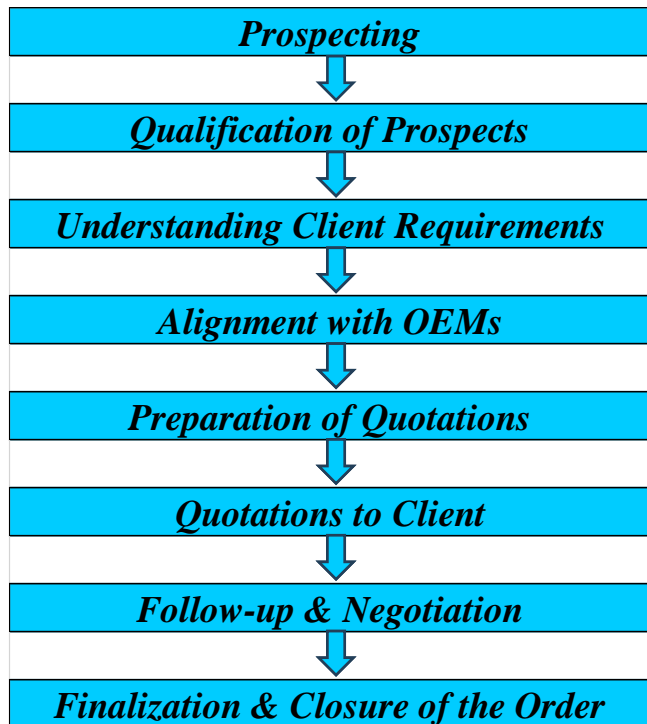 Prospecting
Qualification of Prospects
Understanding Client Requirements
Alignment with OEMs
Preparation of Quotations
Quotations to Client
Follow-up & Negotiation
Finalization & Closure of the Order